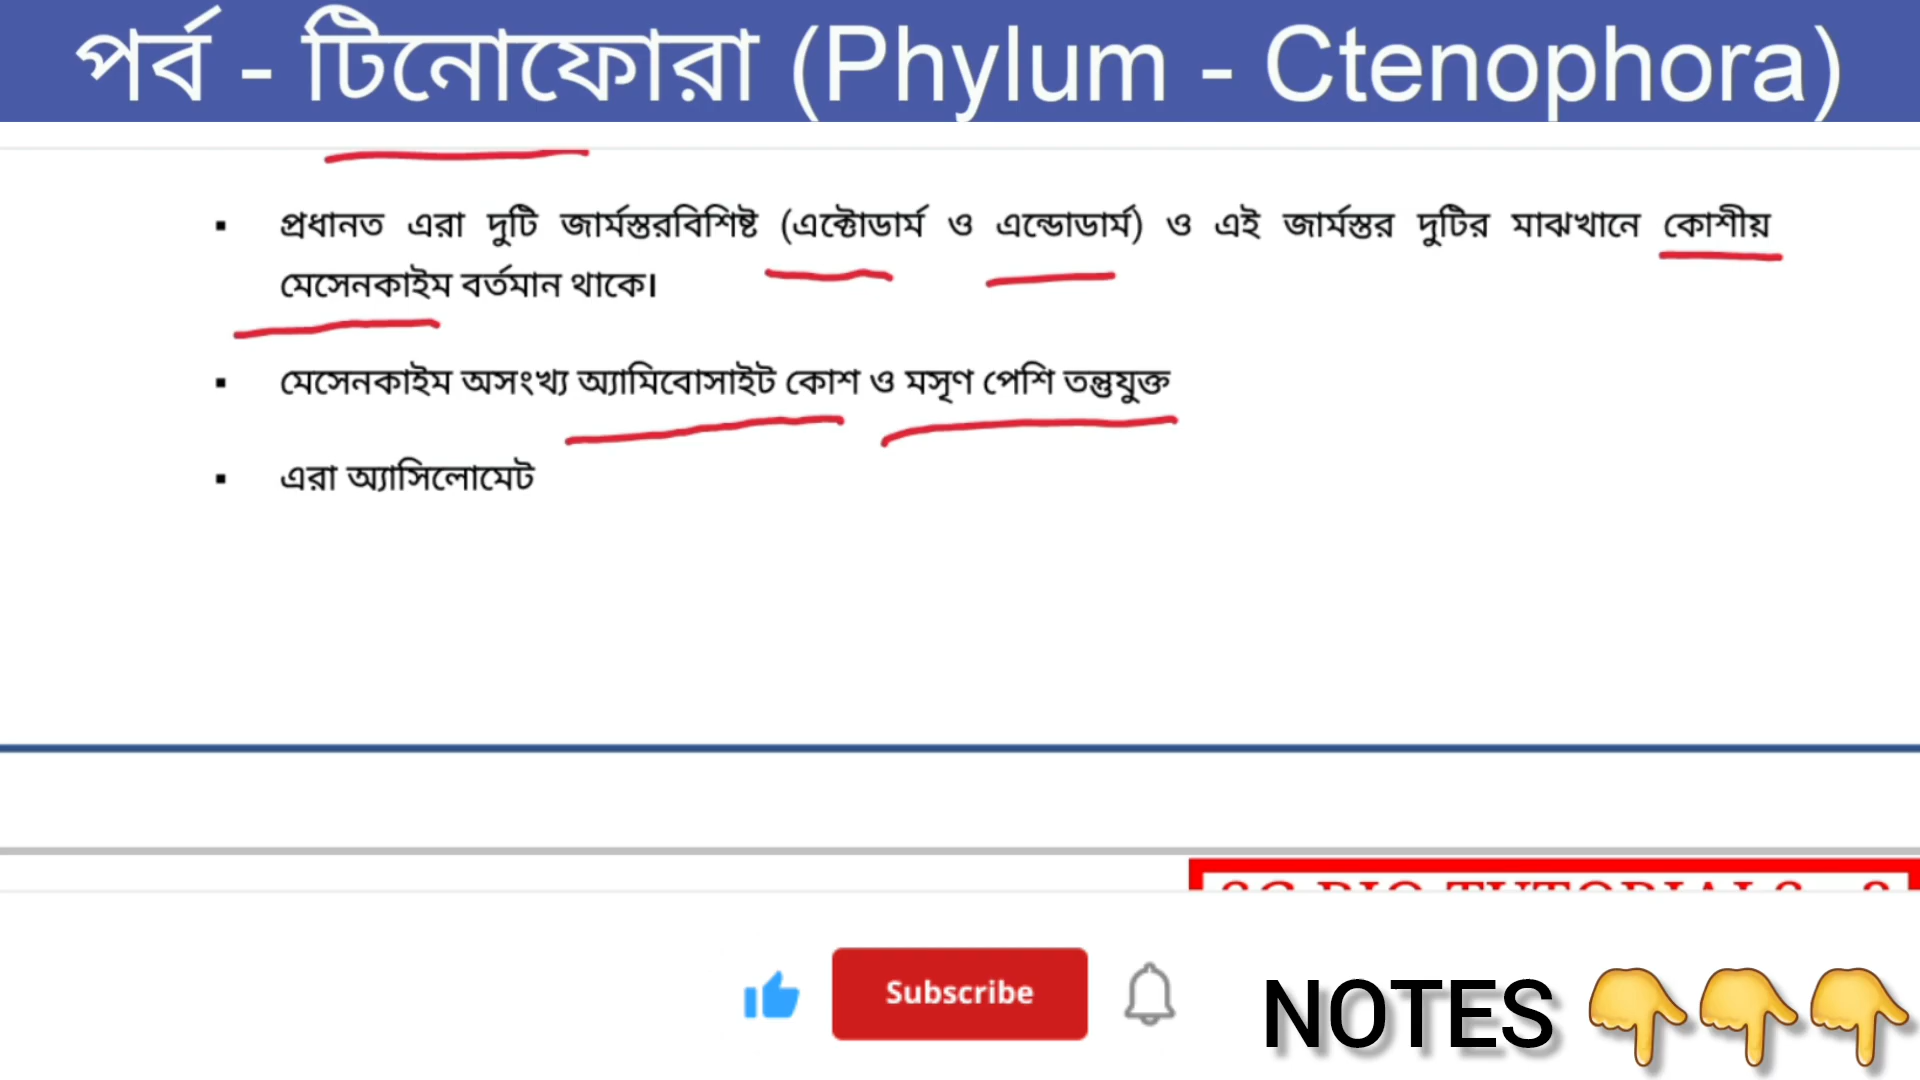 পর্ব - টিনোফোরা (Phylum - Ctenophora)
▪ প্রধানত এরা দুটি জার্মস্তরবিশিষ্ট (এক্টোডার্ম ও এন্ডোডার্ম) ও এই জার্মস্তর দুটির মাঝখানে কোশীয়
মেসেনকাইম বর্তমান থাকে।
▪ মেসেনকাইম অসংখ্য অ্যামিবোসাইট কোশ ও মসৃণ পেশি তন্তুযুক্ত
▪ এরা অ্যাসিলোমেট
Subscribe
NOTES 👇👇👇